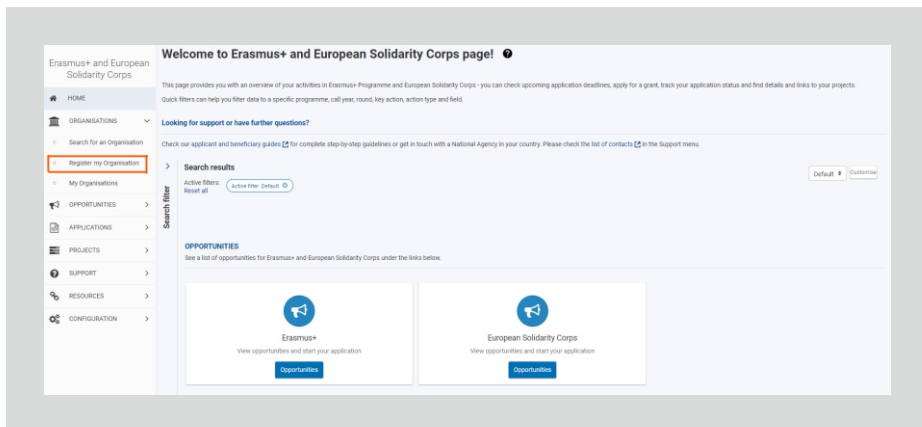 Erasmus+ and European
Solidarity Corps
HOME
ORGANISATIONS
Search for an Organisation
Register my Organisation
My Organisations
OPPORTUNITIES
APPLICATIONS
PROJECTS
SUPPORT
RESOURCES
CONFIGURATION
Welcome to Erasmus+ and European Solidarity Corps page!
This page provides you with an overview of your activities in Erasmus+ Programme and European Solidarity Corps - you can check upcoming application deadlines, apply for a grant, track your application status and find details and links to your projects.
Quick filters can help you filter data to a specific programme, call year, round, key action, action type and field.
Looking for support or have further questions?
Check our applicant and beneficiary guides for complete step-by-step guidelines or get in touch with a National Agency in your country. Please check the list of contacts in the Support menu.
Search filter
Search results
Active filters: Active filter: Default
Reset all
Default
Customise
OPPORTUNITIES
See a list of opportunities for Erasmus+ and European Solidarity Corps under the links below.
Erasmus+
View opportunities and start your application
Opportunities
European Solidarity Corps
View opportunities and start your application
Opportunities